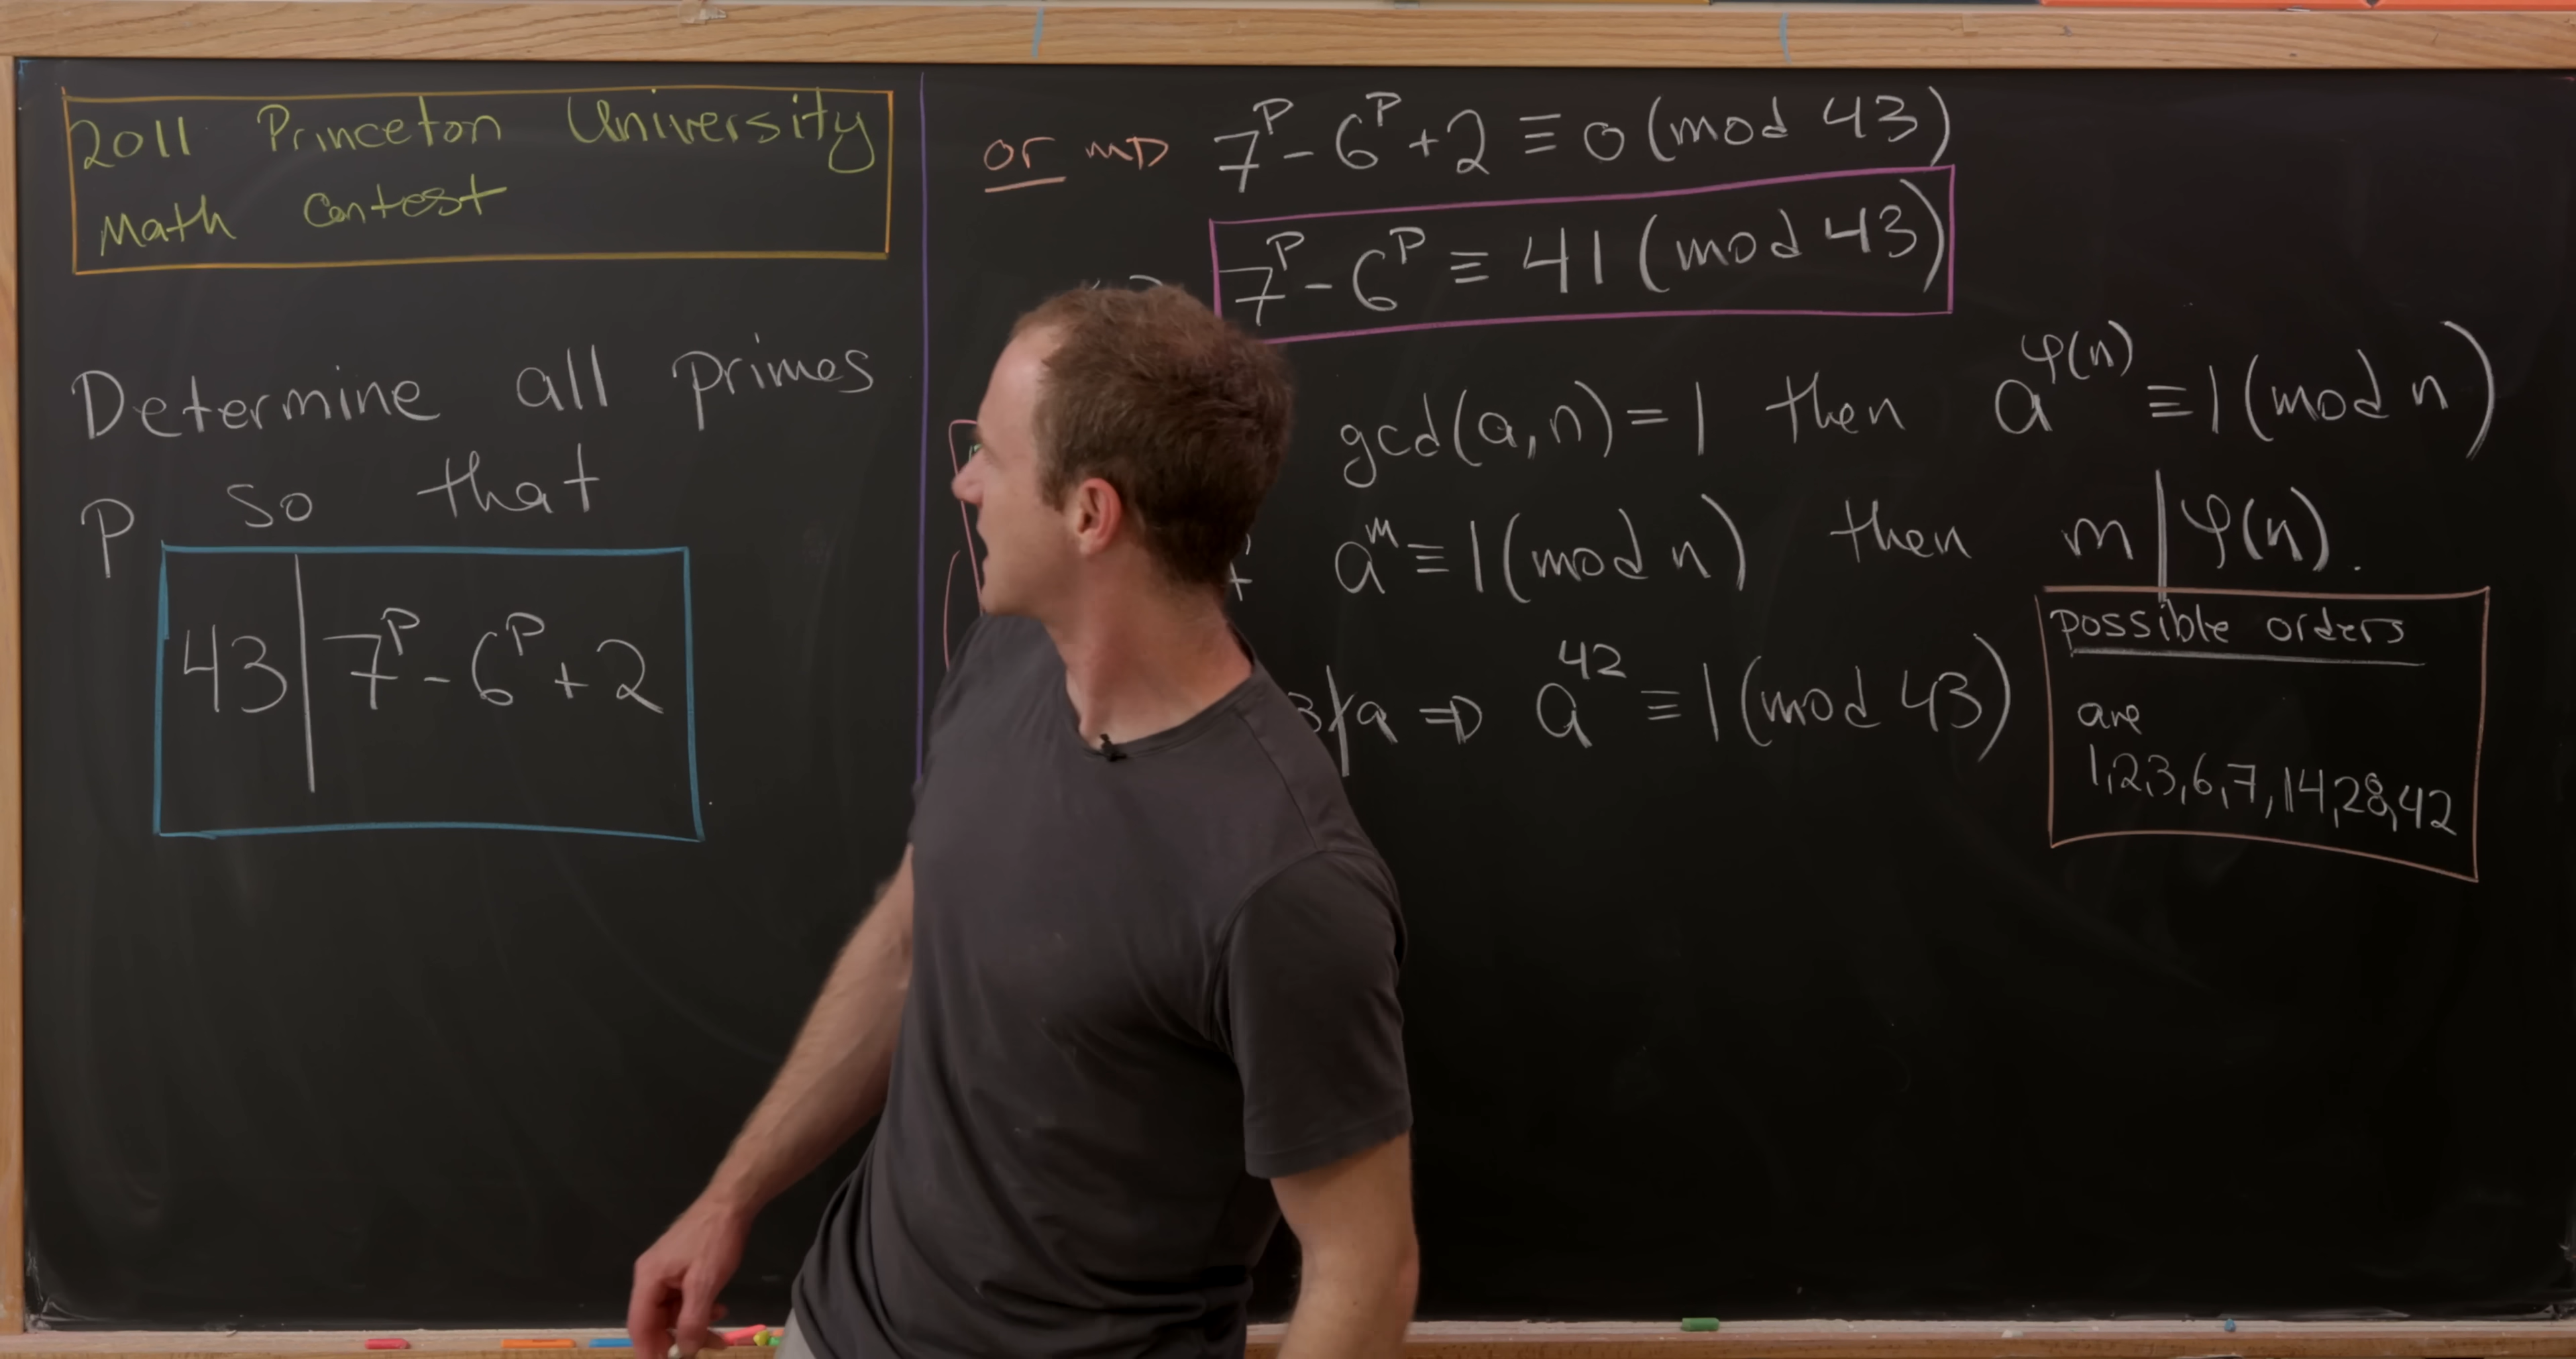 2011 Princeton University
Math Contest
Determine all primes
P so that
43 | 7^P - 6^P + 2
or 7^P - 6^P + 2 ≡ 0 (mod 43)
7^P - 6^P ≡ 41 (mod 43)
gcd(a,n) = 1 then a^φ(n) ≡ 1 (mod n)
a^m ≡ 1 (mod n) then m | φ(n).
3∤a ⇒ a^42 ≡ 1 (mod 43)
possible orders
are
1,2,3,6,7,14,28,42